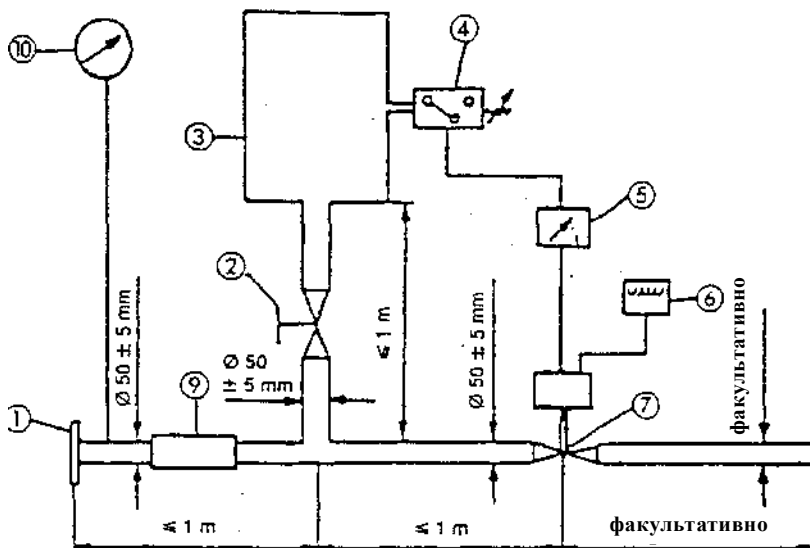 10
4
3
5
2
6
Ø 50 ± 5 mm
≤ 1 m
Ø 50
± 5 mm
Ø 50 ± 5 mm
факультативно
9
7
1
≤ 1 m
≤ 1 m
факультативно